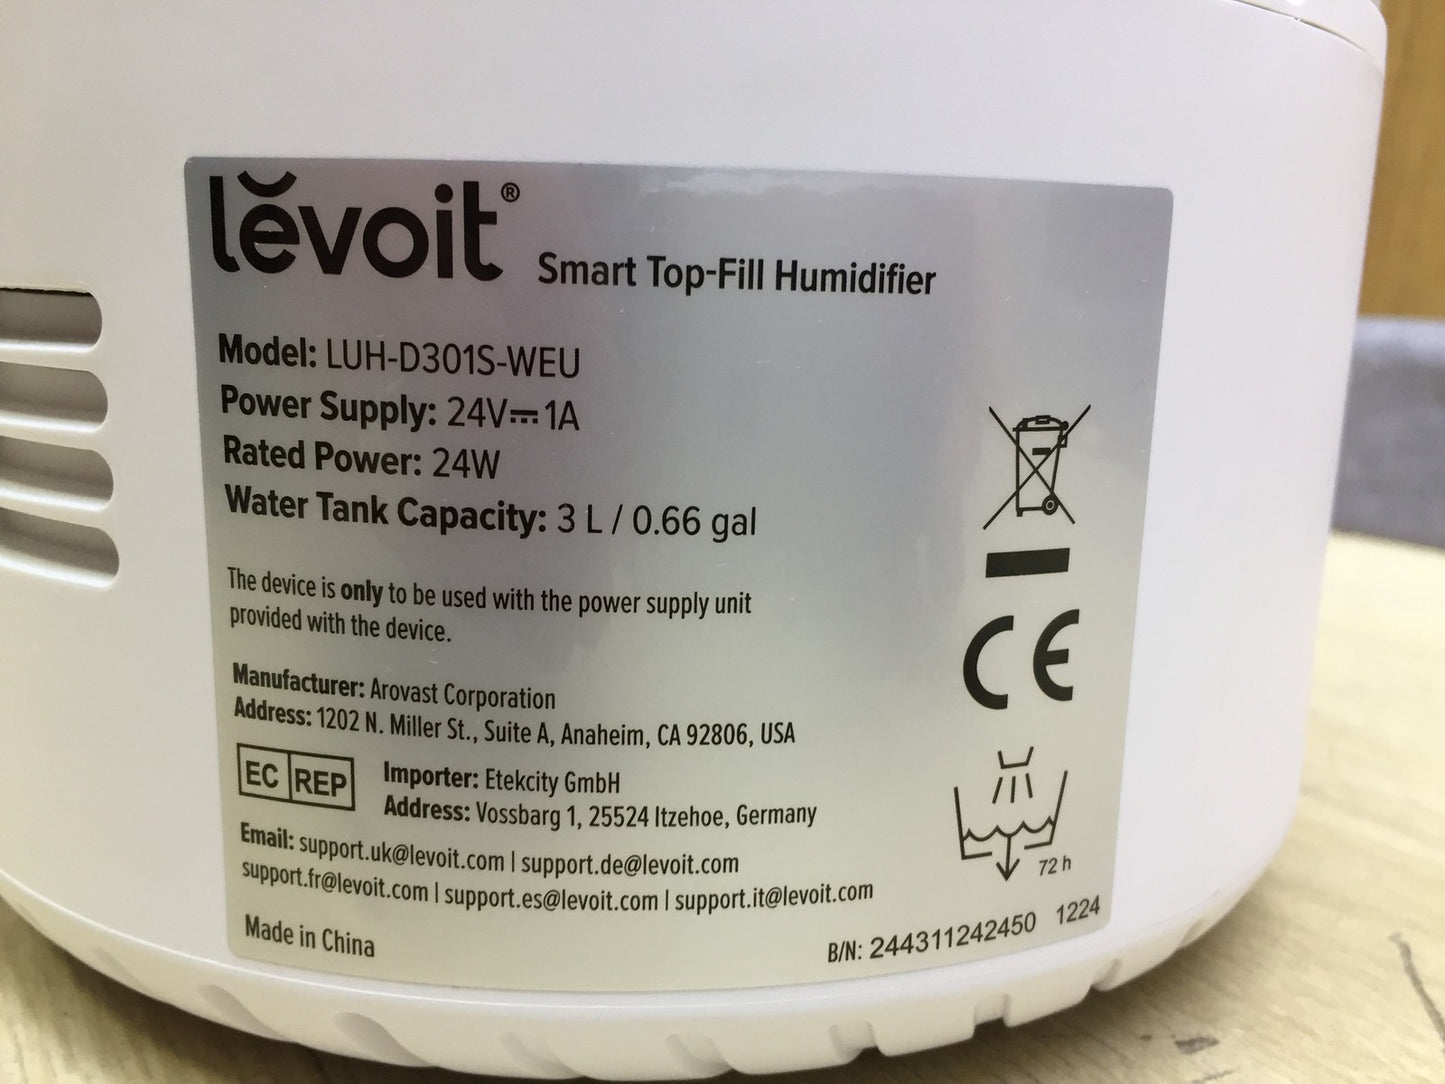 levoit®
Smart Top-Fill Humidifier
Model: LUH-D301S-WEU
Power Supply: 24V⎓1A
Rated Power: 24W
Water Tank Capacity: 3 L / 0.66 gal
The device is only to be used with the power supply unit
provided with the device.
Manufacturer: Arovast Corporation
Address: 1202 N. Miller St., Suite A, Anaheim, CA 92806, USA
EC REP
Importer: Etekcity GmbH
Address: Vossbarg 1, 25524 Itzehoe, Germany
Email: support.uk@levoit.com | support.de@levoit.com
support.fr@levoit.com | support.es@levoit.com | support.it@levoit.com
Made in China
CE
72 h
B/N: 244311242450 1224